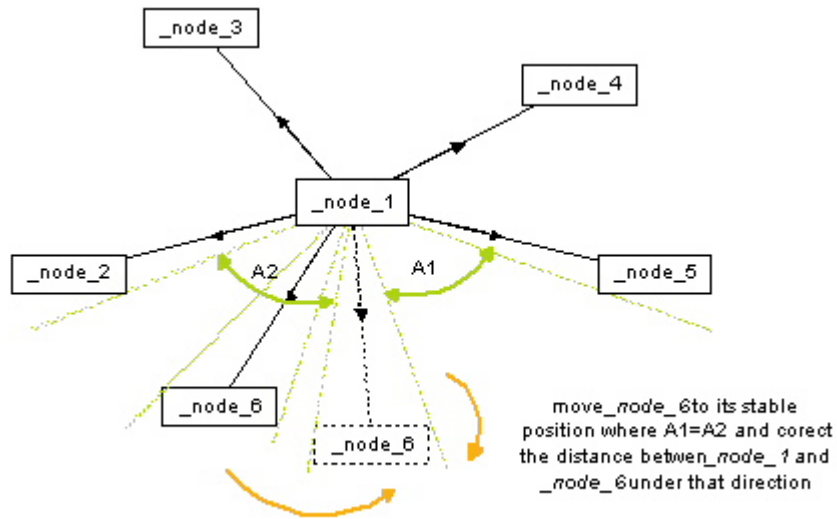 _node_3
_node_4
_node_1
_node_2
A2
A1
_node_5
_node_6
_node_6
move_node_6to its stable
position where A1=A2 and corect
the distance betwen_node_1 and
_node_6under that direction